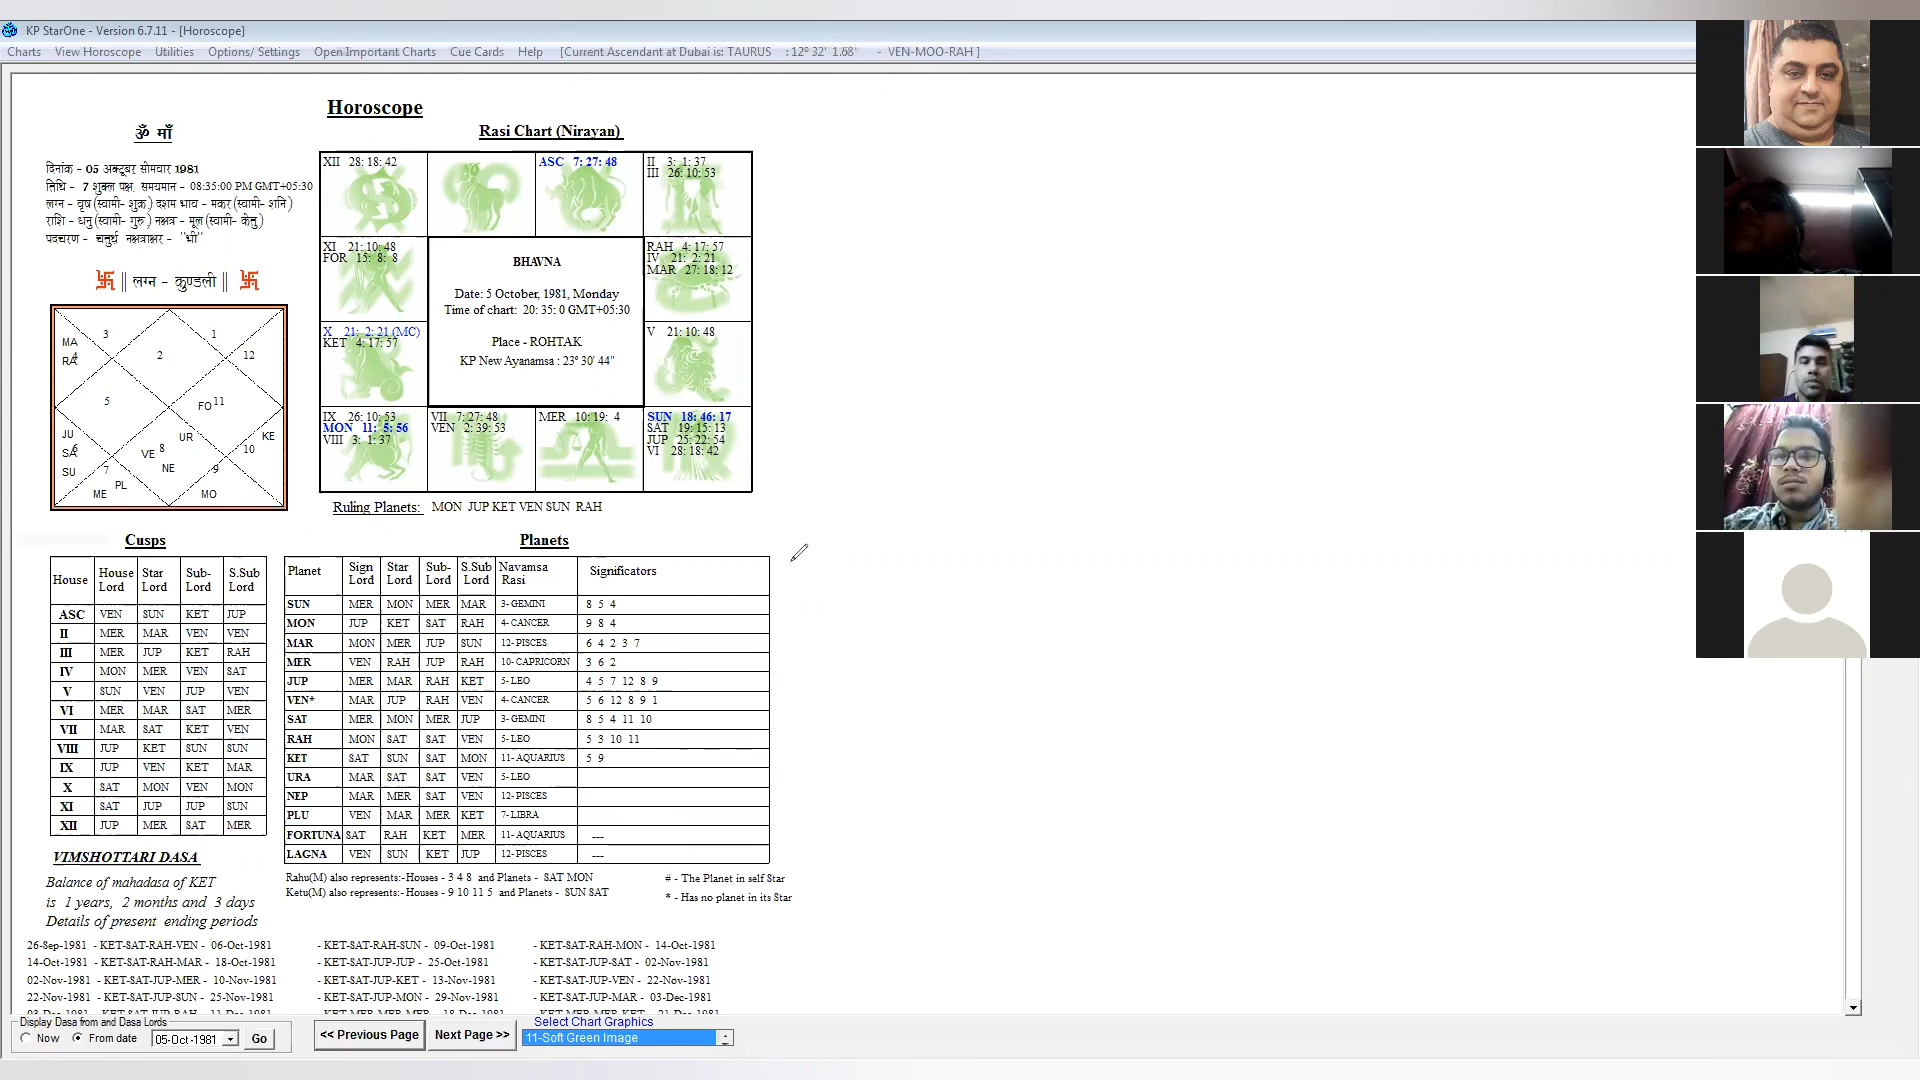 KP StarOne - Version 6.7.11 - [Horoscope]
Charts View Horoscope Utilities Options/ Settings Open Important Charts Cue Cards Help [Current Ascendant at Dubai is: TAURUS : 12º 32' 1.68" - VEN-MOO-RAH ]
Horoscope
ॐ माँ
दिनांक - 05 अक्टूबर सोमवार 1981
तिथि - 7 शुक्ल पक्ष, समयमान - 08:35:00 PM GMT+05:30
लग्न - वृष (स्वामी- शुक्र) दशम भाव - मकर (स्वामी- शनि)
राशि - धनु (स्वामी- गुरु) नक्षत्र - मूल (स्वामी- केतु)
पदचरण - चतुर्थ नक्षत्राक्षर - "भी"
卐 || लग्न - कुण्डली || 卐
3
1
MA
4
RA
2
12
5
FO 11
JU
6
SA
SU
UR
KE
VE 8
10
7
NE
9
PL
ME
MO
Rasi Chart (Nirayan)
XII 28: 18: 42
ASC 7: 27: 48
II 3: 1: 37
III 26: 10: 53
XI 21: 10: 48
FOR 15: 8: 8
RAH 4: 17: 57
IV 21: 2: 21
MAR 27: 18: 12
X 21: 2: 21 (MC)
KET 4: 17: 57
V 21: 10: 48
IX 26: 10: 53
MON 11: 5: 56
VIII 3: 1: 37
VII 7: 27: 48
VEN 2: 39: 53
MER 10: 19: 4
SUN 18: 46: 17
SAT 19: 15: 13
JUP 25: 22: 54
VI 28: 18: 42
BHAVNA
Date: 5 October, 1981, Monday
Time of chart: 20: 35: 0 GMT+05:30
Place - ROHTAK
KP New Ayanamsa : 23º 30' 44"
Ruling Planets: MON JUP KET VEN SUN RAH
Cusps
House House Lord Star Lord Sub-Lord S.Sub Lord
ASC VEN SUN KET JUP
II MER MAR VEN VEN
III MER JUP KET RAH
IV MON MER VEN SAT
V SUN VEN JUP VEN
VI MER MAR SAT MER
VII MAR SAT KET VEN
VIII JUP KET SUN SUN
IX JUP VEN KET MAR
X SAT MON VEN MON
XI SAT JUP JUP SUN
XII JUP MER SAT MER
Planets
Planet Sign Lord Star Lord Sub-Lord S.Sub Lord Navamsa Rasi Significators
SUN MER MON MER MAR 3- GEMINI 8 5 4
MON JUP KET SAT RAH 4- CANCER 9 8 4
MAR MON MER JUP SUN 12- PISCES 6 4 2 3 7
MER VEN RAH JUP RAH 10- CAPRICORN 3 6 2
JUP MER MAR RAH KET 5- LEO 4 5 7 12 8 9
VEN* MAR JUP RAH VEN 4- CANCER 5 6 12 8 9 1
SAT MER MON MER JUP 3- GEMINI 8 5 4 11 10
RAH MON SAT SAT VEN 5- LEO 5 3 10 11
KET SAT SUN SAT MON 11- AQUARIUS 5 9
URA MAR SAT SAT VEN 5- LEO
NEP MAR MER SAT VEN 12- PISCES
PLU VEN MAR MER KET 7- LIBRA
FORTUNA SAT RAH KET MER 11- AQUARIUS ---
LAGNA VEN SUN KET JUP 12- PISCES ---
Rahu(M) also represents:- Houses - 3 4 8 and Planets - SAT MON
Ketu(M) also represents:- Houses - 9 10 11 5 and Planets - SUN SAT
# - The Planet in self Star
* - Has no planet in its Star
VIMSHOTTARI DASA
Balance of mahadasa of KET
is 1 years, 2 months and 3 days
Details of present ending periods
26-Sep-1981 - KET-SAT-RAH-VEN - 06-Oct-1981 - KET-SAT-RAH-SUN - 09-Oct-1981 - KET-SAT-RAH-MON - 14-Oct-1981
14-Oct-1981 - KET-SAT-RAH-MAR - 18-Oct-1981 - KET-SAT-JUP-JUP - 25-Oct-1981 - KET-SAT-JUP-SAT - 02-Nov-1981
02-Nov-1981 - KET-SAT-JUP-MER - 10-Nov-1981 - KET-SAT-JUP-KET - 13-Nov-1981 - KET-SAT-JUP-VEN - 22-Nov-1981
22-Nov-1981 - KET-SAT-JUP-SUN - 25-Nov-1981 - KET-SAT-JUP-MON - 29-Nov-1981 - KET-SAT-JUP-MAR - 03-Dec-1981
Display Dasa from and Dasa Lords
Now From date 05-Oct-1981 Go
<< Previous Page Next Page >>
Select Chart Graphics
11-Soft Green Image